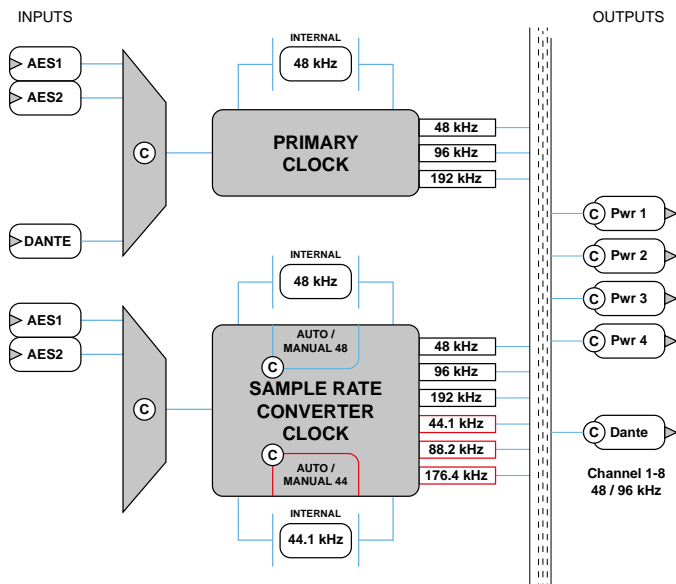 INPUTS
OUTPUTS
AES1
AES2
DANTE
C
INTERNAL
48 kHz
PRIMARY
CLOCK
48 kHz
96 kHz
192 kHz
AES1
AES2
C
INTERNAL
48 kHz
AUTO /
MANUAL 48
C
SAMPLE RATE
CONVERTER
CLOCK
C
AUTO /
MANUAL 44
INTERNAL
44.1 kHz
48 kHz
96 kHz
192 kHz
44.1 kHz
88.2 kHz
176.4 kHz
C Pwr 1
C Pwr 2
C Pwr 3
C Pwr 4
C Dante
Channel 1-8
48 / 96 kHz